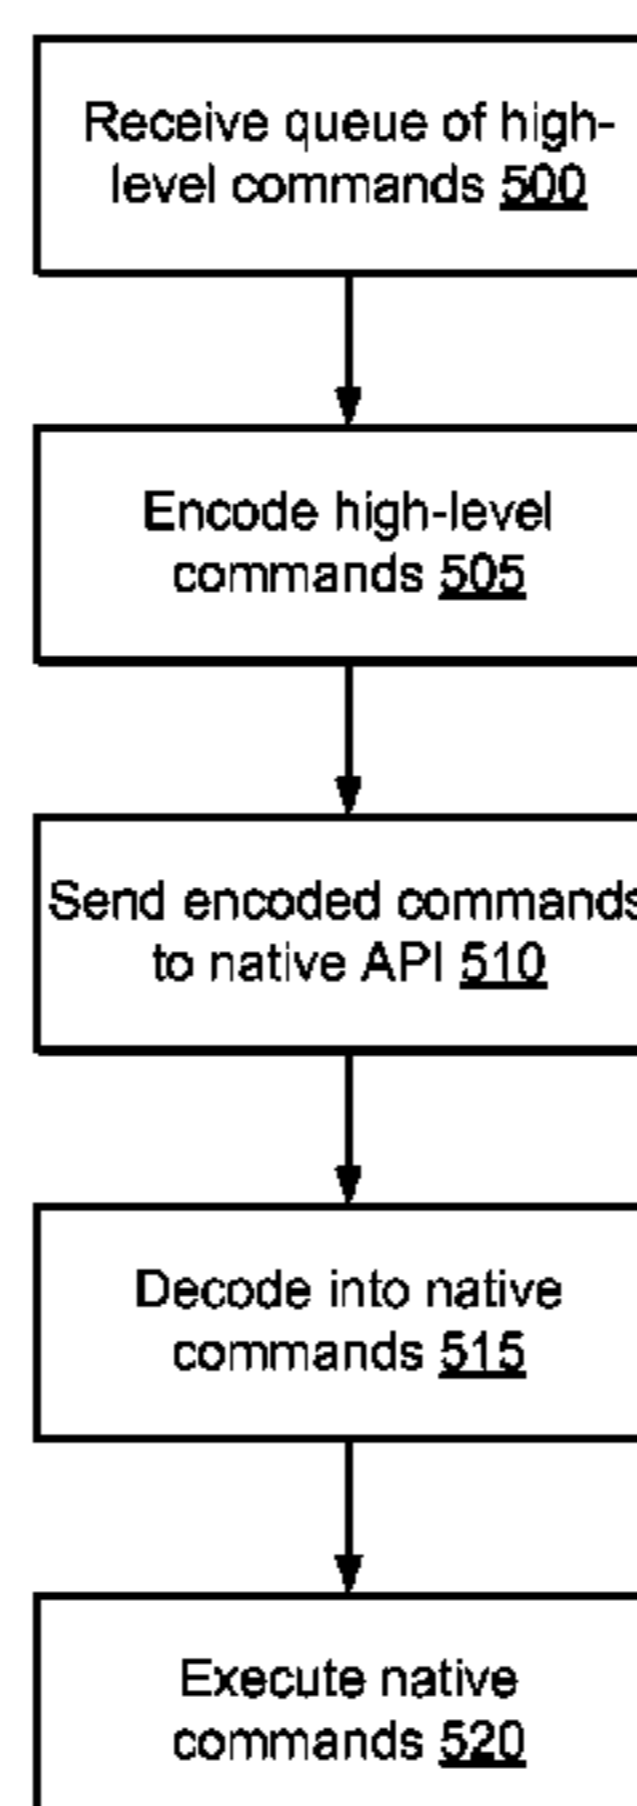 Receive queue of high-
level commands 500
Encode high-level
commands 505
Send encoded commands
to native API 510
Decode into native
commands 515
Execute native
commands 520